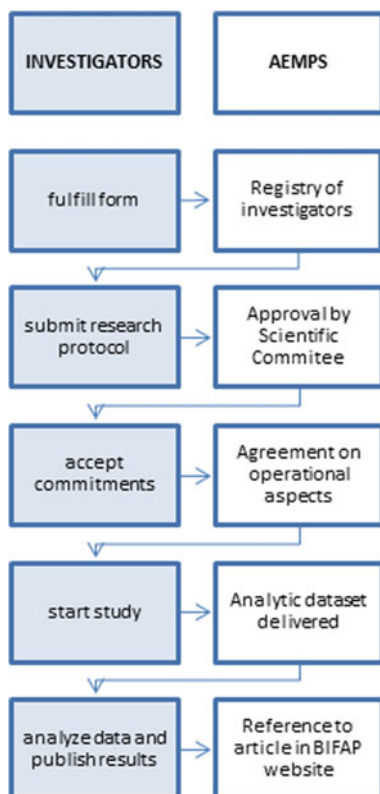 INVESTIGATORS
AEMPS
fulfill form
Registry of
investigators
submit research
protocol
Approval by
Scientific
Commitee
accept
commitments
Agreement on
operational
aspects
start study
Analytic dataset
delivered
analyze data and
publish results
Reference to
article in BIFAP
website